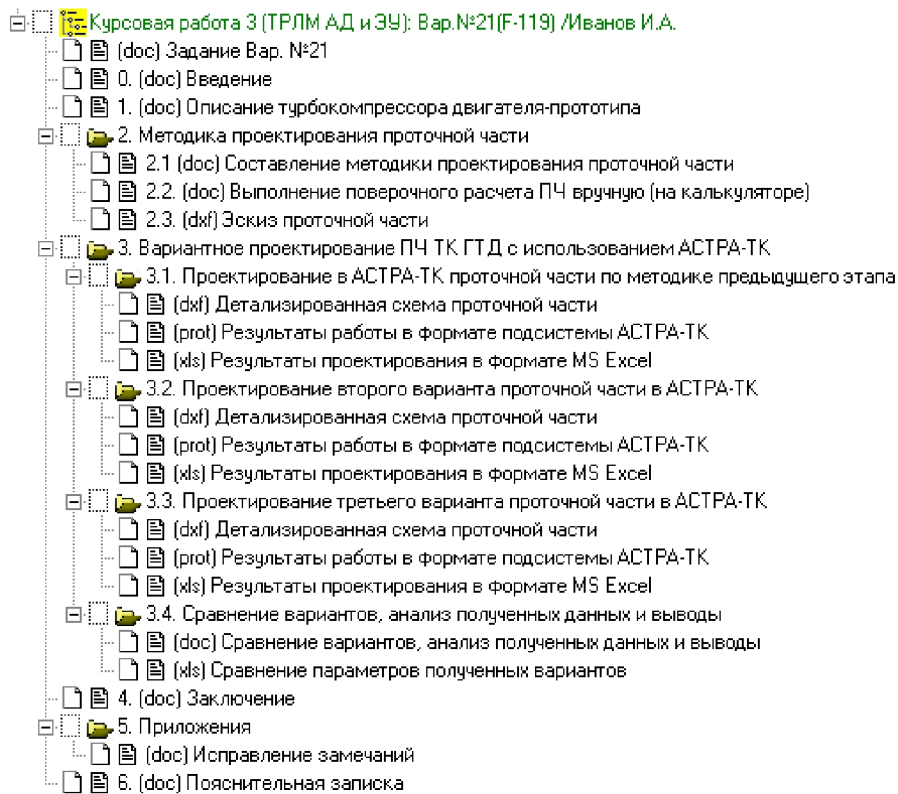 Курсовая работа 3 (ТРЛМ АД и ЭУ): Вар.№21(F-119) /Иванов И.А.
(doc) Задание Вар. №21
0. (doc) Введение
1. (doc) Описание турбокомпрессора двигателя-прототипа
2. Методика проектирования проточной части
2.1 (doc) Составление методики проектирования проточной части
2.2. (doc) Выполнение поверочного расчета ПЧ вручную (на калькуляторе)
2.3. (dxf) Эскиз проточной части
3. Вариантное проектирование ПЧ ТК ГТД с использованием АСТРА-ТК
3.1. Проектирование в АСТРА-ТК проточной части по методике предыдущего этапа
(dxf) Детализированная схема проточной части
(prot) Результаты работы в формате подсистемы АСТРА-ТК
(xls) Результаты проектирования в формате MS Excel
3.2. Проектирование второго варианта проточной части в АСТРА-ТК
(dxf) Детализированная схема проточной части
(prot) Результаты работы в формате подсистемы АСТРА-ТК
(xls) Результаты проектирования в формате MS Excel
3.3. Проектирование третьего варианта проточной части в АСТРА-ТК
(dxf) Детализированная схема проточной части
(prot) Результаты работы в формате подсистемы АСТРА-ТК
(xls) Результаты проектирования в формате MS Excel
3.4. Сравнение вариантов, анализ полученных данных и выводы
(doc) Сравнение вариантов, анализ полученных данных и выводы
(xls) Сравнение параметров полученных вариантов
4. (doc) Заключение
5. Приложения
(doc) Исправление замечаний
6. (doc) Пояснительная записка